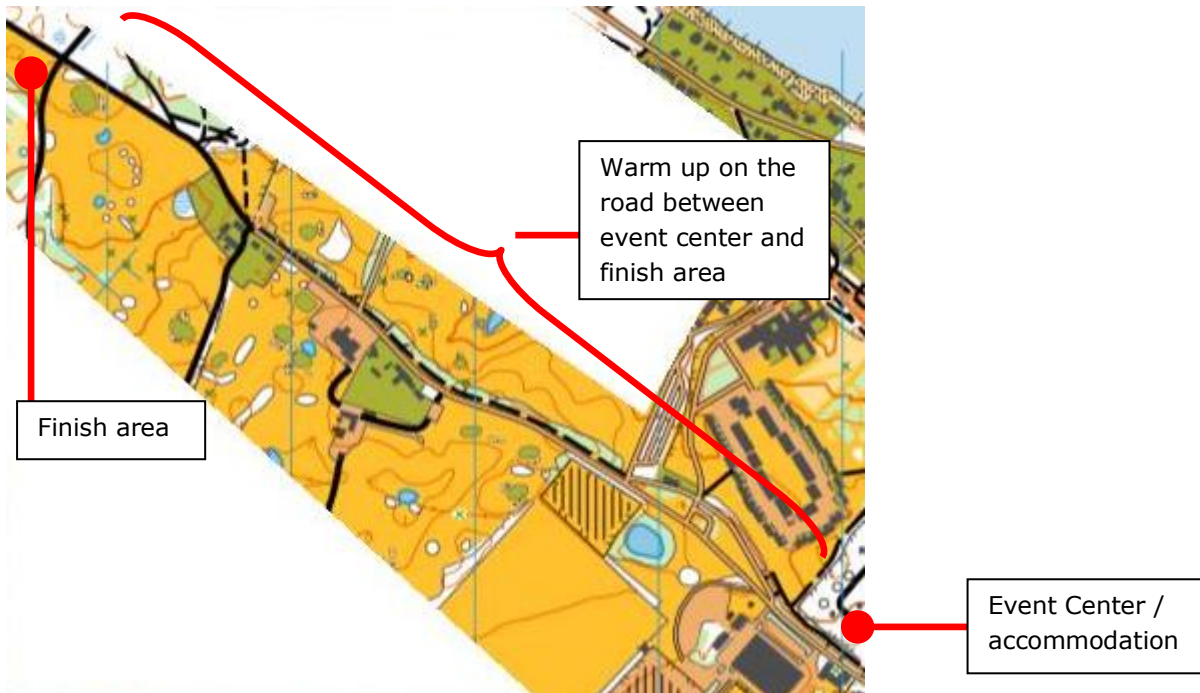 Warm up on the
road between
event center and
finish area
Finish area
Event Center /
accommodation